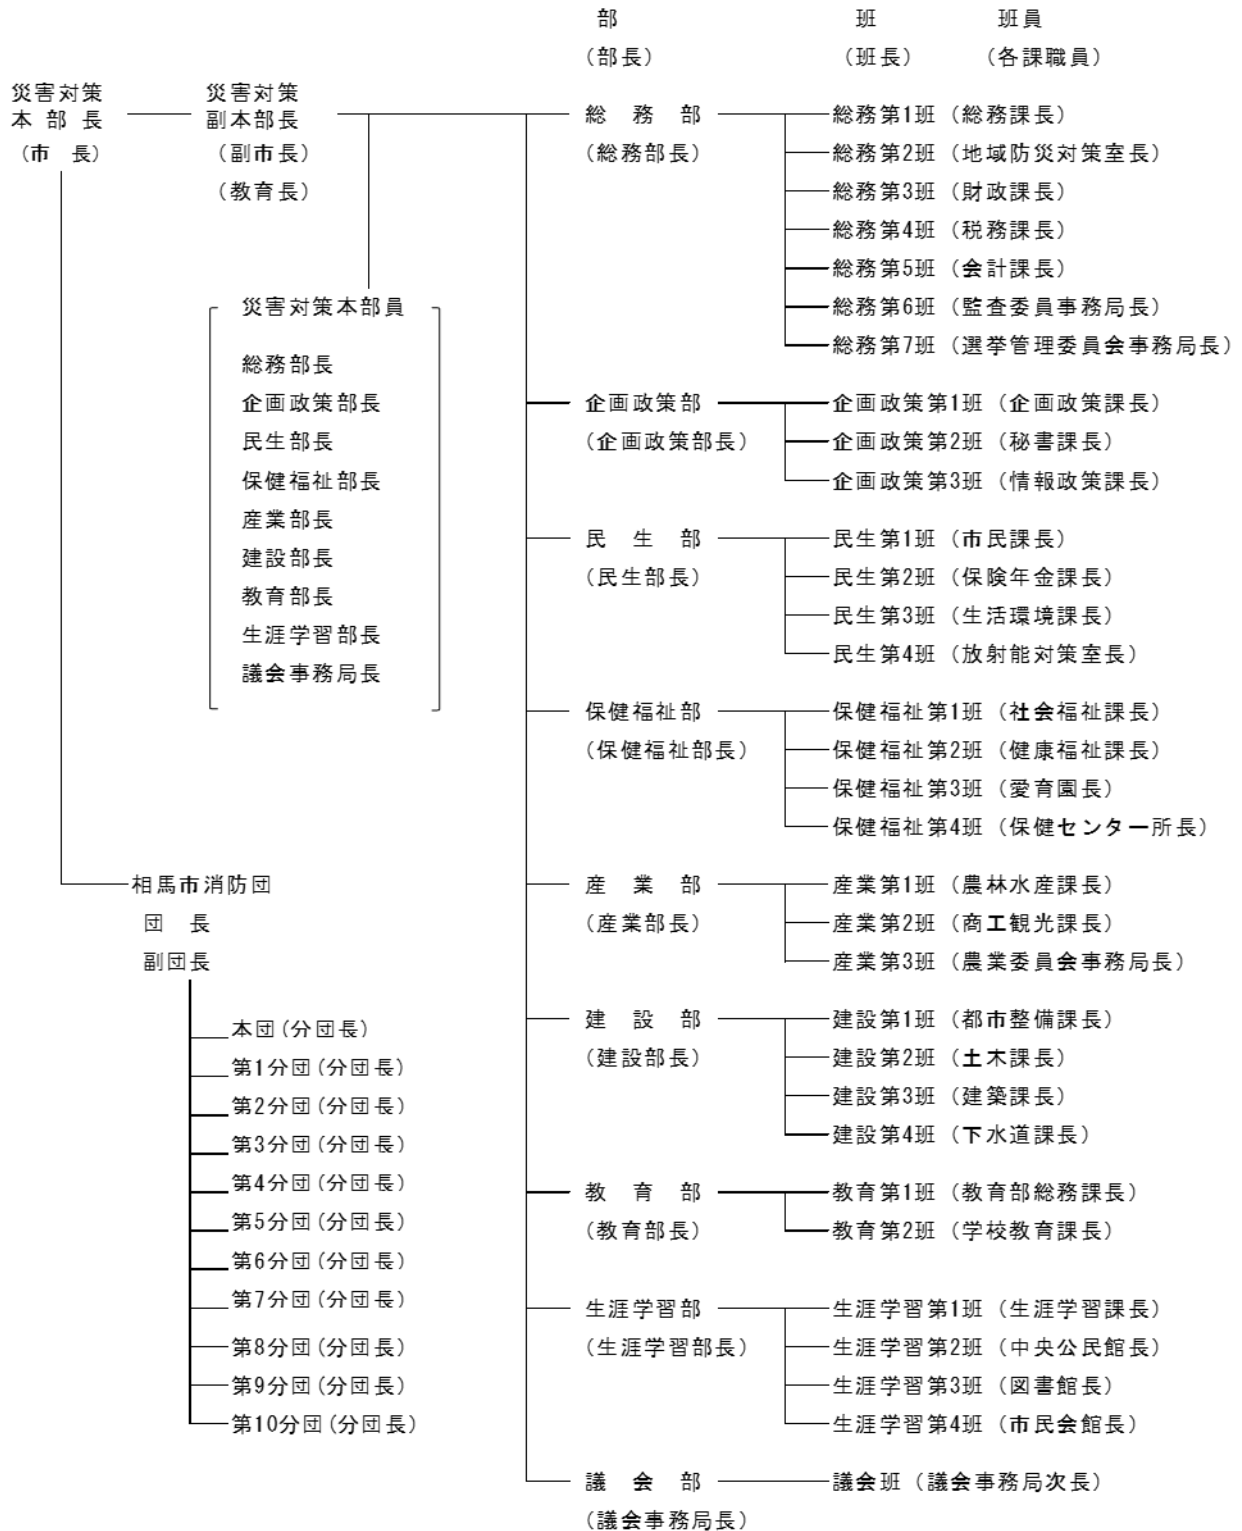 部　班　班員
（部長）　（班長）　（各課職員）
災害対策
本部長
（市　長）
災害対策
副本部長
（副市長）
（教育長）
災害対策本部員
総務部長
企画政策部長
民生部長
保健福祉部長
産業部長
建設部長
教育部長
生涯学習部長
議会事務局長
相馬市消防団
団　長
副団長
本団(分団長)
第1分団(分団長)
第2分団(分団長)
第3分団(分団長)
第4分団(分団長)
第5分団(分団長)
第6分団(分団長)
第7分団(分団長)
第8分団(分団長)
第9分団(分団長)
第10分団(分団長)
総　務　部
（総務部長）
総務第1班（総務課長）
総務第2班（地域防災対策室長）
総務第3班（財政課長）
総務第4班（税務課長）
総務第5班（会計課長）
総務第6班（監査委員事務局長）
総務第7班（選挙管理委員会事務局長）
企画政策部
（企画政策部長）
企画政策第1班（企画政策課長）
企画政策第2班（秘書課長）
企画政策第3班（情報政策課長）
民　生　部
（民生部長）
民生第1班（市民課長）
民生第2班（保険年金課長）
民生第3班（生活環境課長）
民生第4班（放射能対策室長）
保健福祉部
（保健福祉部長）
保健福祉第1班（社会福祉課長）
保健福祉第2班（健康福祉課長）
保健福祉第3班（愛育園長）
保健福祉第4班（保健センター所長）
産　業　部
（産業部長）
産業第1班（農林水産課長）
産業第2班（商工観光課長）
産業第3班（農業委員会事務局長）
建　設　部
（建設部長）
建設第1班（都市整備課長）
建設第2班（土木課長）
建設第3班（建築課長）
建設第4班（下水道課長）
教　育　部
（教育部長）
教育第1班（教育部総務課長）
教育第2班（学校教育課長）
生涯学習部
（生涯学習部長）
生涯学習第1班（生涯学習課長）
生涯学習第2班（中央公民館長）
生涯学習第3班（図書館長）
生涯学習第4班（市民会館長）
議　会　部
（議会事務局長）
議会班（議会事務局次長）